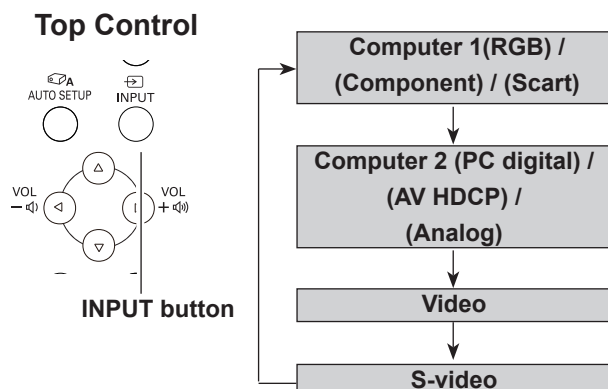 Top Control
A
AUTO SETUP
INPUT
VOL
−
VOL
+
INPUT button
Computer 1(RGB) /
(Component) / (Scart)
Computer 2 (PC digital) /
(AV HDCP) /
(Analog)
Video
S-video